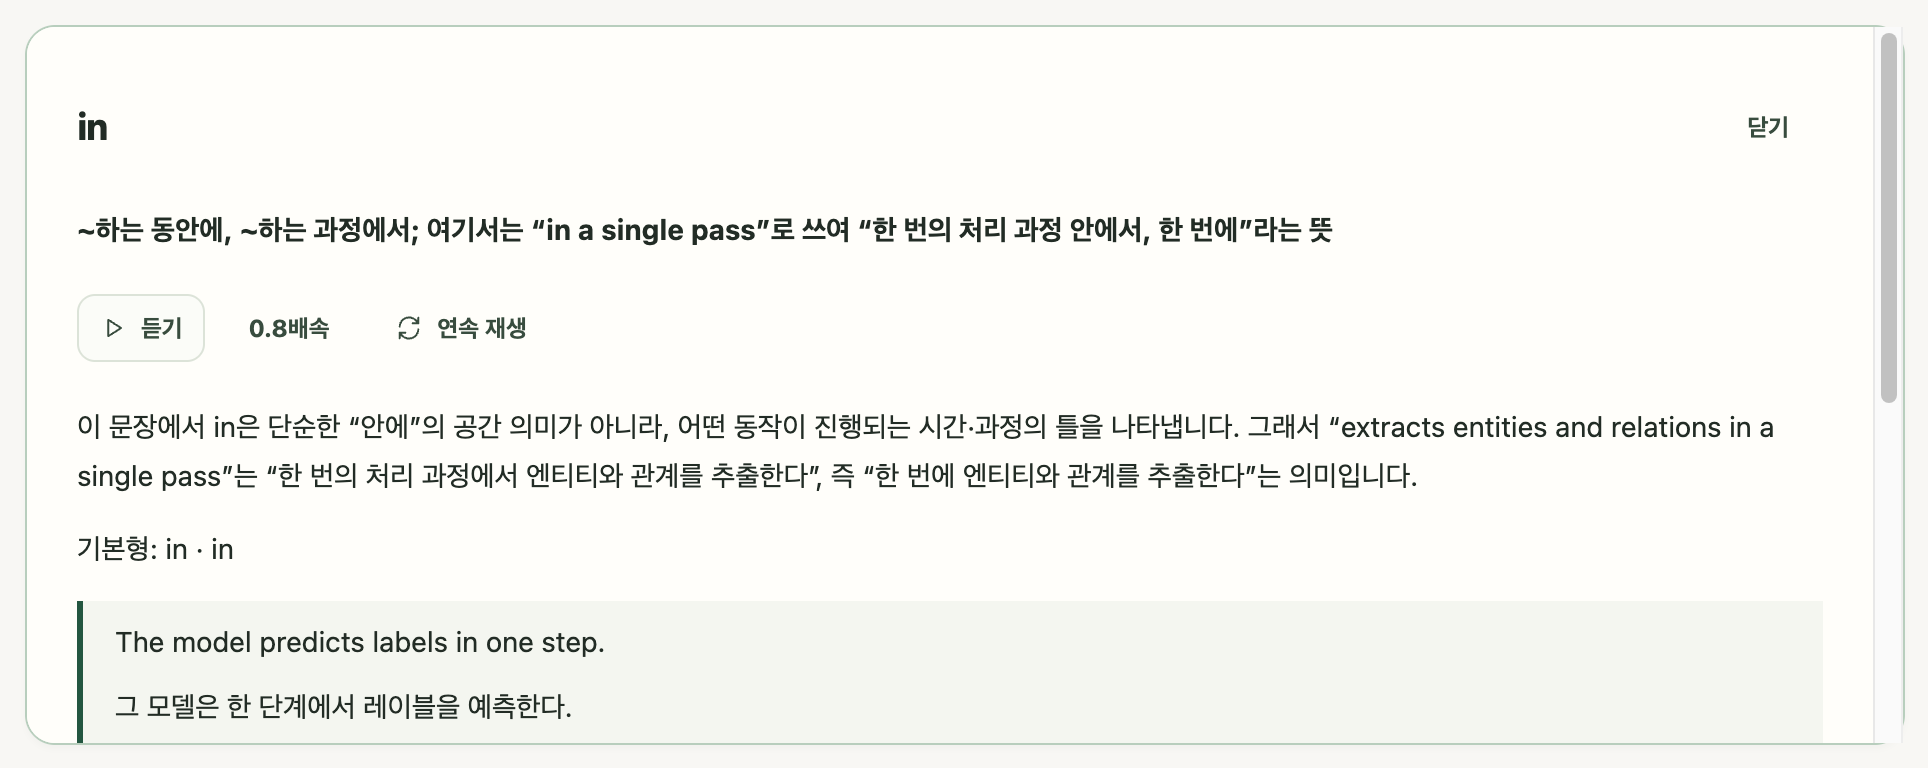 in
닫기
~하는 동안에, ~하는 과정에서; 여기서는 “in a single pass”로 쓰여 “한 번의 처리 과정 안에서, 한 번에”라는 뜻
듣기
0.8배속
연속 재생
이 문장에서 in은 단순한 “안에”의 공간 의미가 아니라, 어떤 동작이 진행되는 시간·과정의 틀을 나타냅니다. 그래서 “extracts entities and relations in a
single pass”는 “한 번의 처리 과정에서 엔티티와 관계를 추출한다”, 즉 “한 번에 엔티티와 관계를 추출한다”는 의미입니다.
기본형: in · in
The model predicts labels in one step.
그 모델은 한 단계에서 레이블을 예측한다.